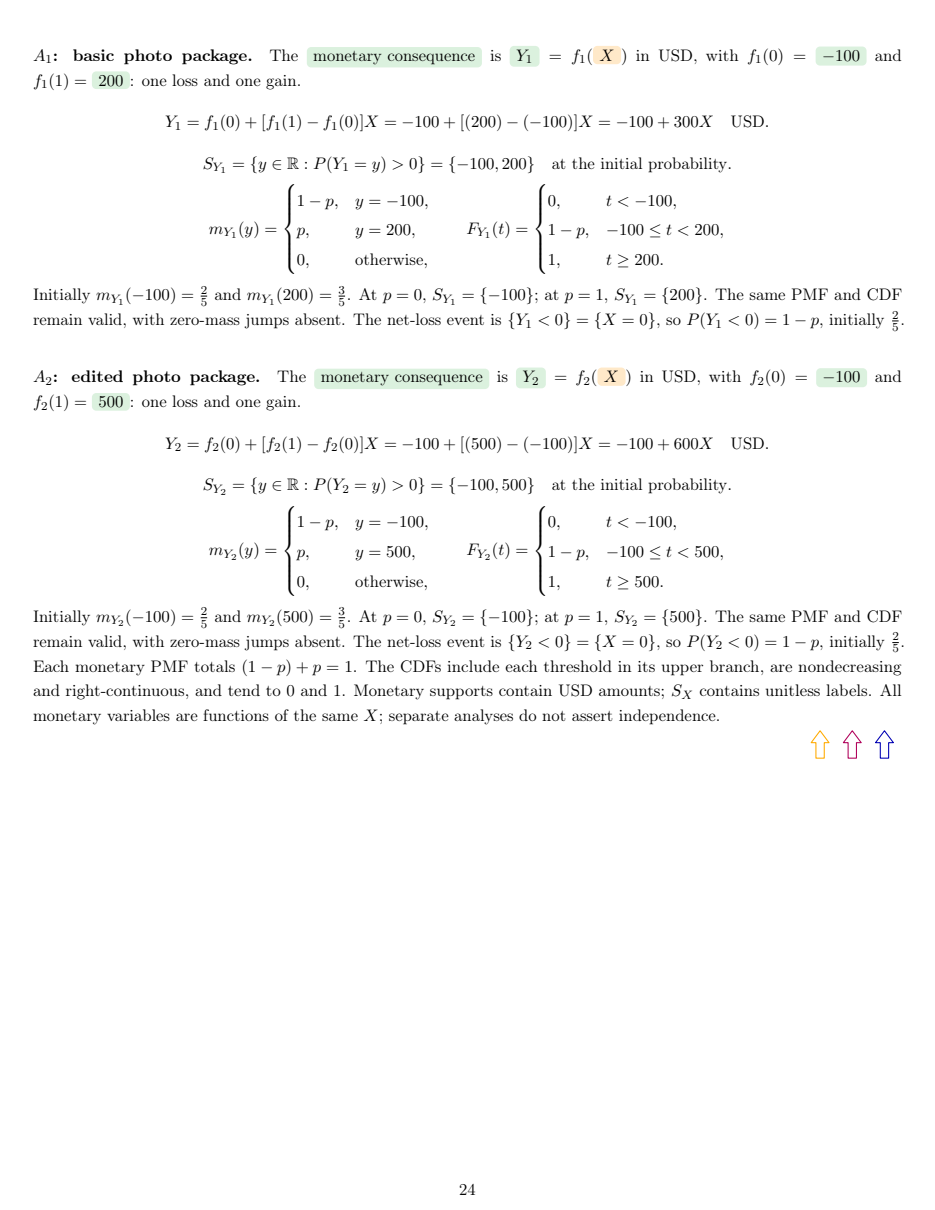 A₁: basic photo package. The monetary consequence is Y₁ = f₁( X ) in USD, with f₁(0) = −100 and
f₁(1) = 200 : one loss and one gain.
Y₁ = f₁(0) + [f₁(1) − f₁(0)]X = −100 + [(200) − (−100)]X = −100 + 300X USD.
S_{Y₁} = {y ∈ ℝ : P(Y₁ = y) > 0} = {−100, 200} at the initial probability.
m_{Y₁}(y) = { 1 − p, y = −100, p, y = 200, 0, otherwise, F_{Y₁}(t) = { 0, t < −100, 1 − p, −100 ≤ t < 200, 1, t ≥ 200.
Initially m_{Y₁}(−100) = 2/5 and m_{Y₁}(200) = 3/5. At p = 0, S_{Y₁} = {−100}; at p = 1, S_{Y₁} = {200}. The same PMF and CDF
remain valid, with zero-mass jumps absent. The net-loss event is {Y₁ < 0} = {X = 0}, so P(Y₁ < 0) = 1 − p, initially 2/5.
A₂: edited photo package. The monetary consequence is Y₂ = f₂( X ) in USD, with f₂(0) = −100 and
f₂(1) = 500 : one loss and one gain.
Y₂ = f₂(0) + [f₂(1) − f₂(0)]X = −100 + [(500) − (−100)]X = −100 + 600X USD.
S_{Y₂} = {y ∈ ℝ : P(Y₂ = y) > 0} = {−100, 500} at the initial probability.
m_{Y₂}(y) = { 1 − p, y = −100, p, y = 500, 0, otherwise, F_{Y₂}(t) = { 0, t < −100, 1 − p, −100 ≤ t < 500, 1, t ≥ 500.
Initially m_{Y₂}(−100) = 2/5 and m_{Y₂}(500) = 3/5. At p = 0, S_{Y₂} = {−100}; at p = 1, S_{Y₂} = {500}. The same PMF and CDF
remain valid, with zero-mass jumps absent. The net-loss event is {Y₂ < 0} = {X = 0}, so P(Y₂ < 0) = 1 − p, initially 2/5.
Each monetary PMF totals (1 − p) + p = 1. The CDFs include each threshold in its upper branch, are nondecreasing
and right-continuous, and tend to 0 and 1. Monetary supports contain USD amounts; S_X contains unitless labels. All
monetary variables are functions of the same X; separate analyses do not assert independence.
24